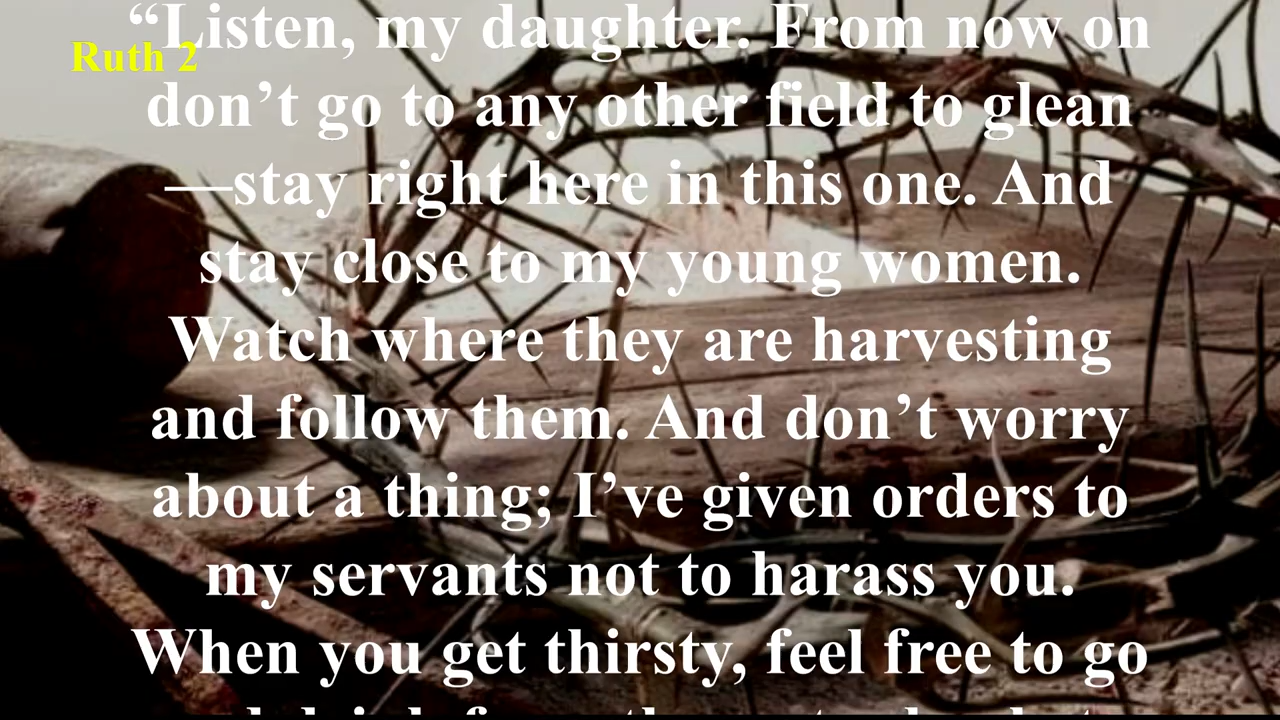 “Listen, my daughter. From now on
Ruth 2
don’t go to any other field to glean
—stay right here in this one. And
stay close to my young women.
Watch where they are harvesting
and follow them. And don’t worry
about a thing; I’ve given orders to
my servants not to harass you.
When you get thirsty, feel free to go